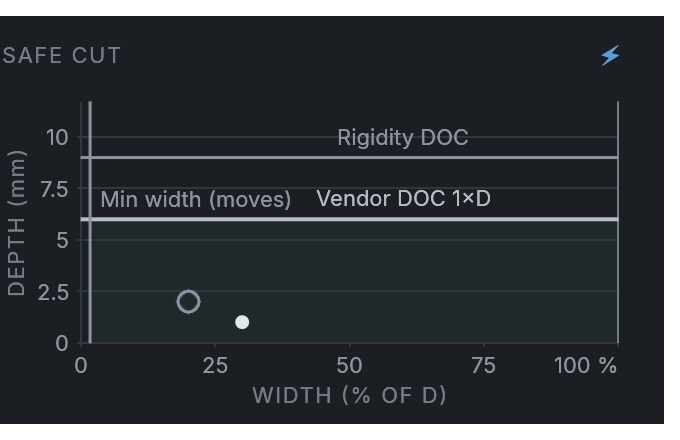 SAFE CUT
Rigidity DOC
Min width (moves)
Vendor DOC 1×D
10
7.5
5
2.5
0
DEPTH (mm)
0 25 50 75 100 %
WIDTH (% OF D)